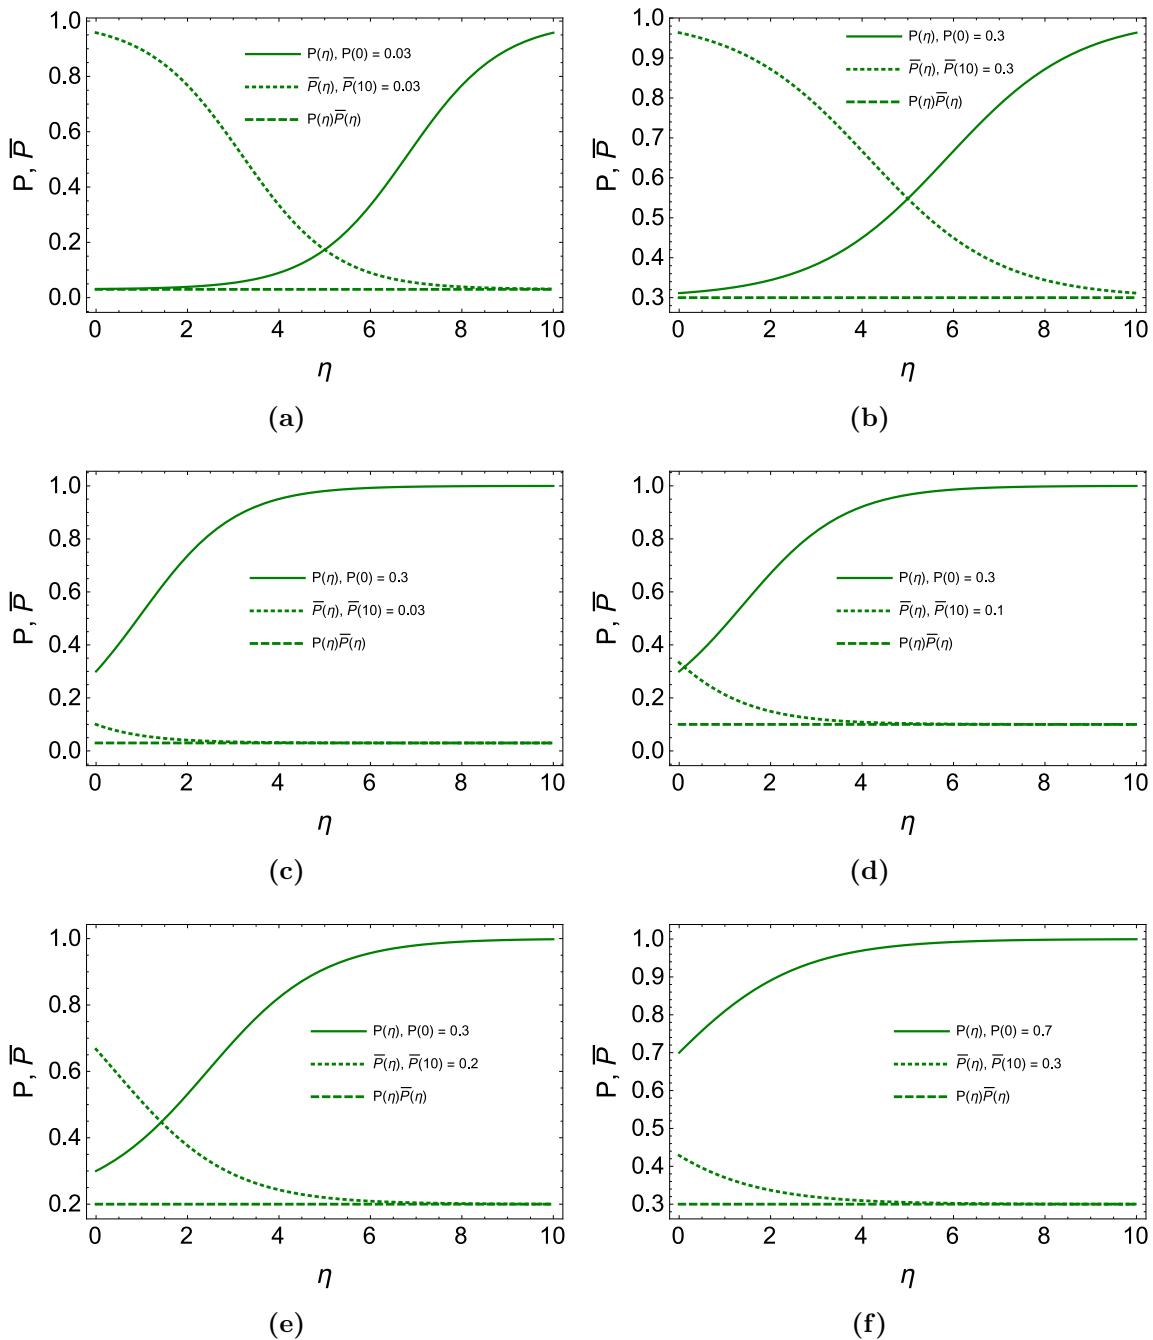 P(η), P(0) = 0.03
P̅(η), P̅(10) = 0.03
P(η)P̅(η)
P, P̅
1.0
0.8
0.6
0.4
0.2
0.0
0 2 4 6 8 10
η
(a)
P(η), P(0) = 0.3
P̅(η), P̅(10) = 0.3
P(η)P̅(η)
P, P̅
1.0
0.9
0.8
0.7
0.6
0.5
0.4
0.3
0 2 4 6 8 10
η
(b)
P(η), P(0) = 0.3
P̅(η), P̅(10) = 0.03
P(η)P̅(η)
P, P̅
1.0
0.8
0.6
0.4
0.2
0.0
0 2 4 6 8 10
η
(c)
P(η), P(0) = 0.3
P̅(η), P̅(10) = 0.1
P(η)P̅(η)
P, P̅
1.0
0.8
0.6
0.4
0.2
0.0
0 2 4 6 8 10
η
(d)
P(η), P(0) = 0.3
P̅(η), P̅(10) = 0.2
P(η)P̅(η)
P, P̅
1.0
0.8
0.6
0.4
0.2
0 2 4 6 8 10
η
(e)
P(η), P(0) = 0.7
P̅(η), P̅(10) = 0.3
P(η)P̅(η)
P, P̅
1.0
0.9
0.8
0.7
0.6
0.5
0.4
0.3
0 2 4 6 8 10
η
(f)